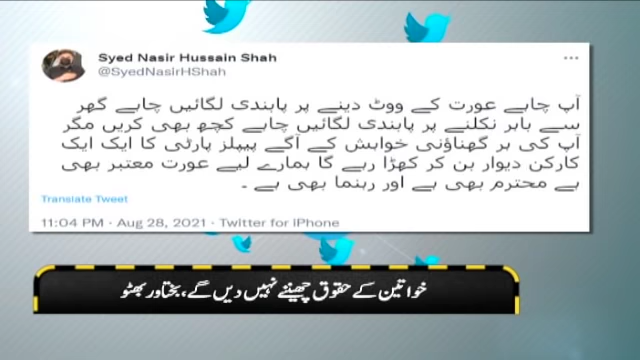 Syed Nasir Hussain Shah
@SyedNasirHShah
آپ چاہے عورت کے ووٹ دینے پر پابندی لگائیں چاہے گھر
سے باہر نکلنے پر پابندی لگائیں چاہے کچھ بھی کریں مگر
آپ کی ہر گھناؤنی خواہش کے آگے پیپلز پارٹی کا ایک ایک
کارکن دیوار بن کر کھڑا رہے گا ہمارے لیے عورت معتبر بھی
ہے محترم بھی ہے اور رہنما بھی ہے ۔
Translate Tweet
11:04 PM · Aug 28, 2021 · Twitter for iPhone
خواتین کے حقوق چھیننے نہیں دیں گے، بختاور بھٹو